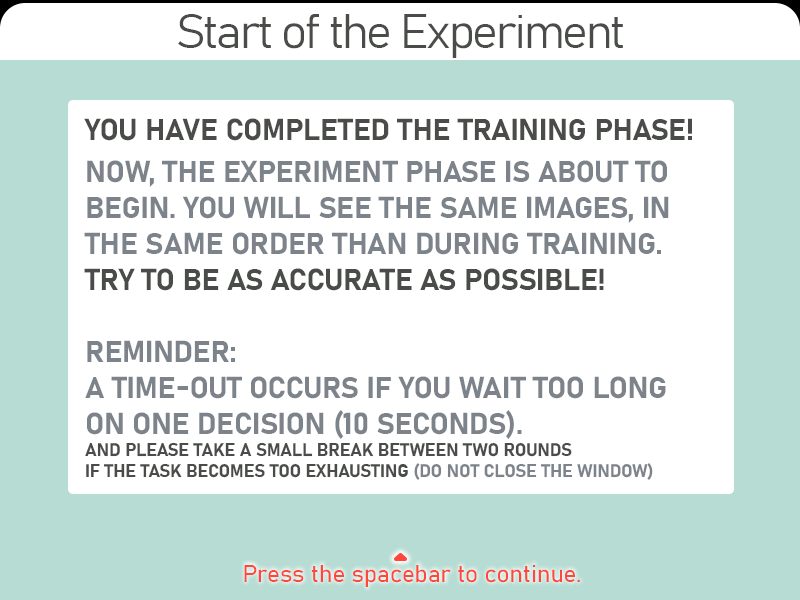 Start of the Experiment
YOU HAVE COMPLETED THE TRAINING PHASE!
NOW, THE EXPERIMENT PHASE IS ABOUT TO
BEGIN. YOU WILL SEE THE SAME IMAGES, IN
THE SAME ORDER THAN DURING TRAINING.
TRY TO BE AS ACCURATE AS POSSIBLE!
REMINDER:
A TIME-OUT OCCURS IF YOU WAIT TOO LONG
ON ONE DECISION (10 SECONDS).
AND PLEASE TAKE A SMALL BREAK BETWEEN TWO ROUNDS
IF THE TASK BECOMES TOO EXHAUSTING (DO NOT CLOSE THE WINDOW)
Press the spacebar to continue.